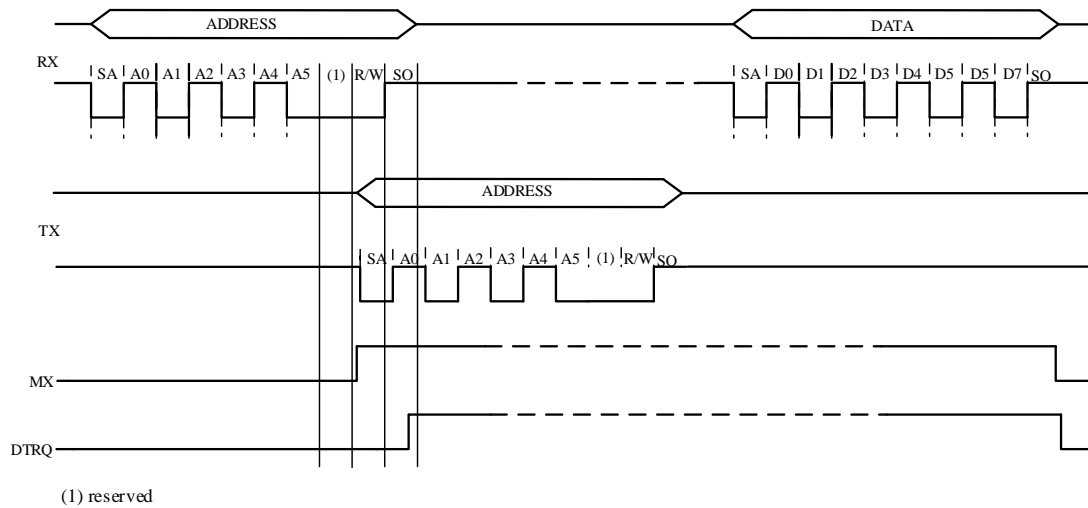 ADDRESS DATA
RX
SA A0 A1 A2 A3 A4 A5 (1) R/W SO SA D0 D1 D2 D3 D4 D5 D5 D7 SO
ADDRESS
TX
SA A0 A1 A2 A3 A4 A5 (1) R/W SO
MX
DTRQ
(1) reserved